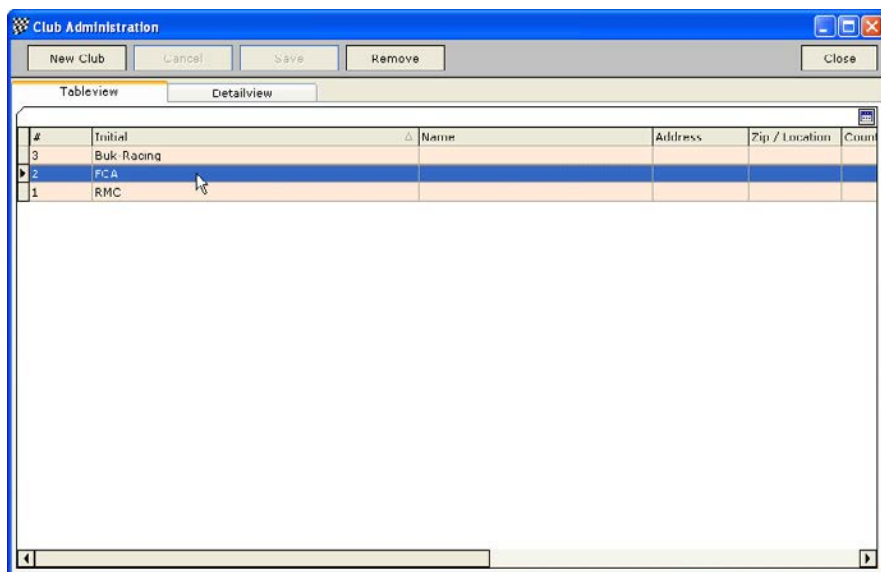 Club Administration
New Club Cancel Save Remove Close
Tableview Detailview
# Initial Name Address Zip / Location Count
3 Buk-Racing
2 FCA
1 RMC